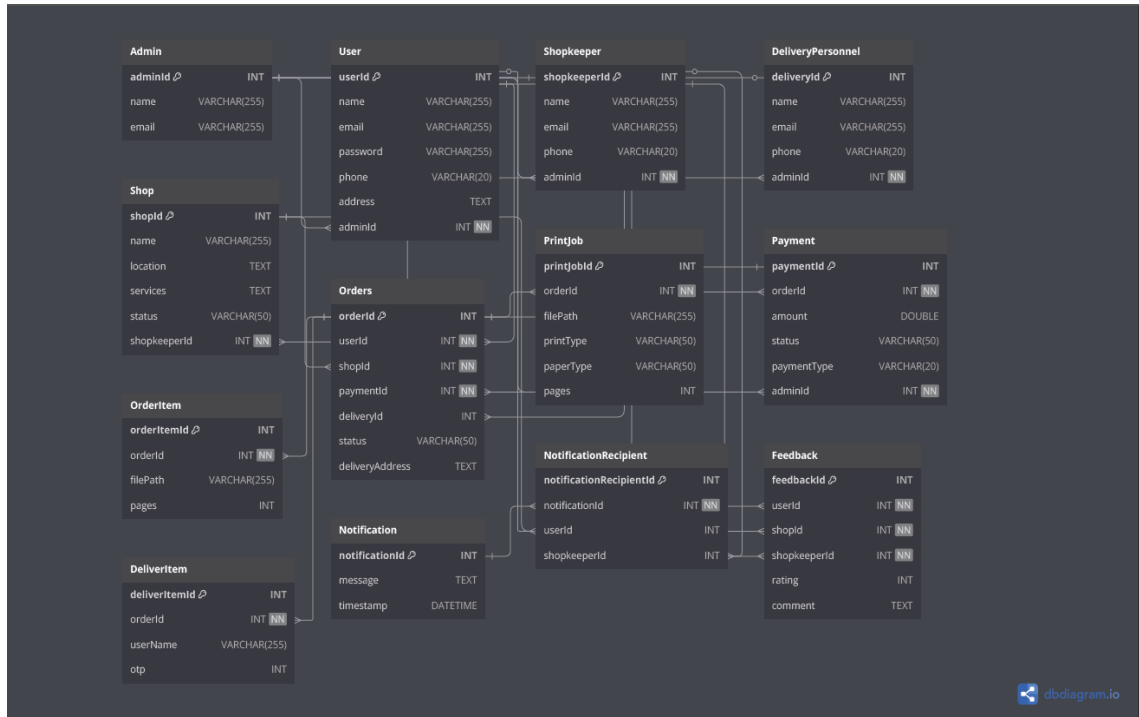 Admin
adminId INT
name VARCHAR(255)
email VARCHAR(255)
User
userId INT
name VARCHAR(255)
email VARCHAR(255)
password VARCHAR(255)
phone VARCHAR(20)
address TEXT
adminId INT NN
Shopkeeper
shopkeeperId INT
name VARCHAR(255)
email VARCHAR(255)
phone VARCHAR(20)
adminId INT NN
DeliveryPersonnel
deliveryId INT
name VARCHAR(255)
email VARCHAR(255)
phone VARCHAR(20)
adminId INT NN
Shop
shopId INT
name VARCHAR(255)
location TEXT
services TEXT
status VARCHAR(50)
shopkeeperId INT NN
Orders
orderId INT
userId INT NN
shopId INT NN
paymentId INT NN
deliveryId INT
status VARCHAR(50)
deliveryAddress TEXT
PrintJob
printJobId INT
orderId INT NN
filePath VARCHAR(255)
printType VARCHAR(50)
paperType VARCHAR(50)
pages INT
Payment
paymentId INT
orderId INT NN
amount DOUBLE
status VARCHAR(50)
paymentType VARCHAR(20)
adminId INT NN
OrderItem
orderItemId INT
orderId INT NN
filePath VARCHAR(255)
pages INT
Notification
notificationId INT
message TEXT
timestamp DATETIME
NotificationRecipient
notificationRecipientId INT
notificationId INT NN
userId INT
shopkeeperId INT
Feedback
feedbackId INT
userId INT NN
shopId INT NN
shopkeeperId INT NN
rating INT
comment TEXT
DeliverItem
deliverItemId INT
orderId INT NN
userName VARCHAR(255)
otp INT
dbdiagram.io